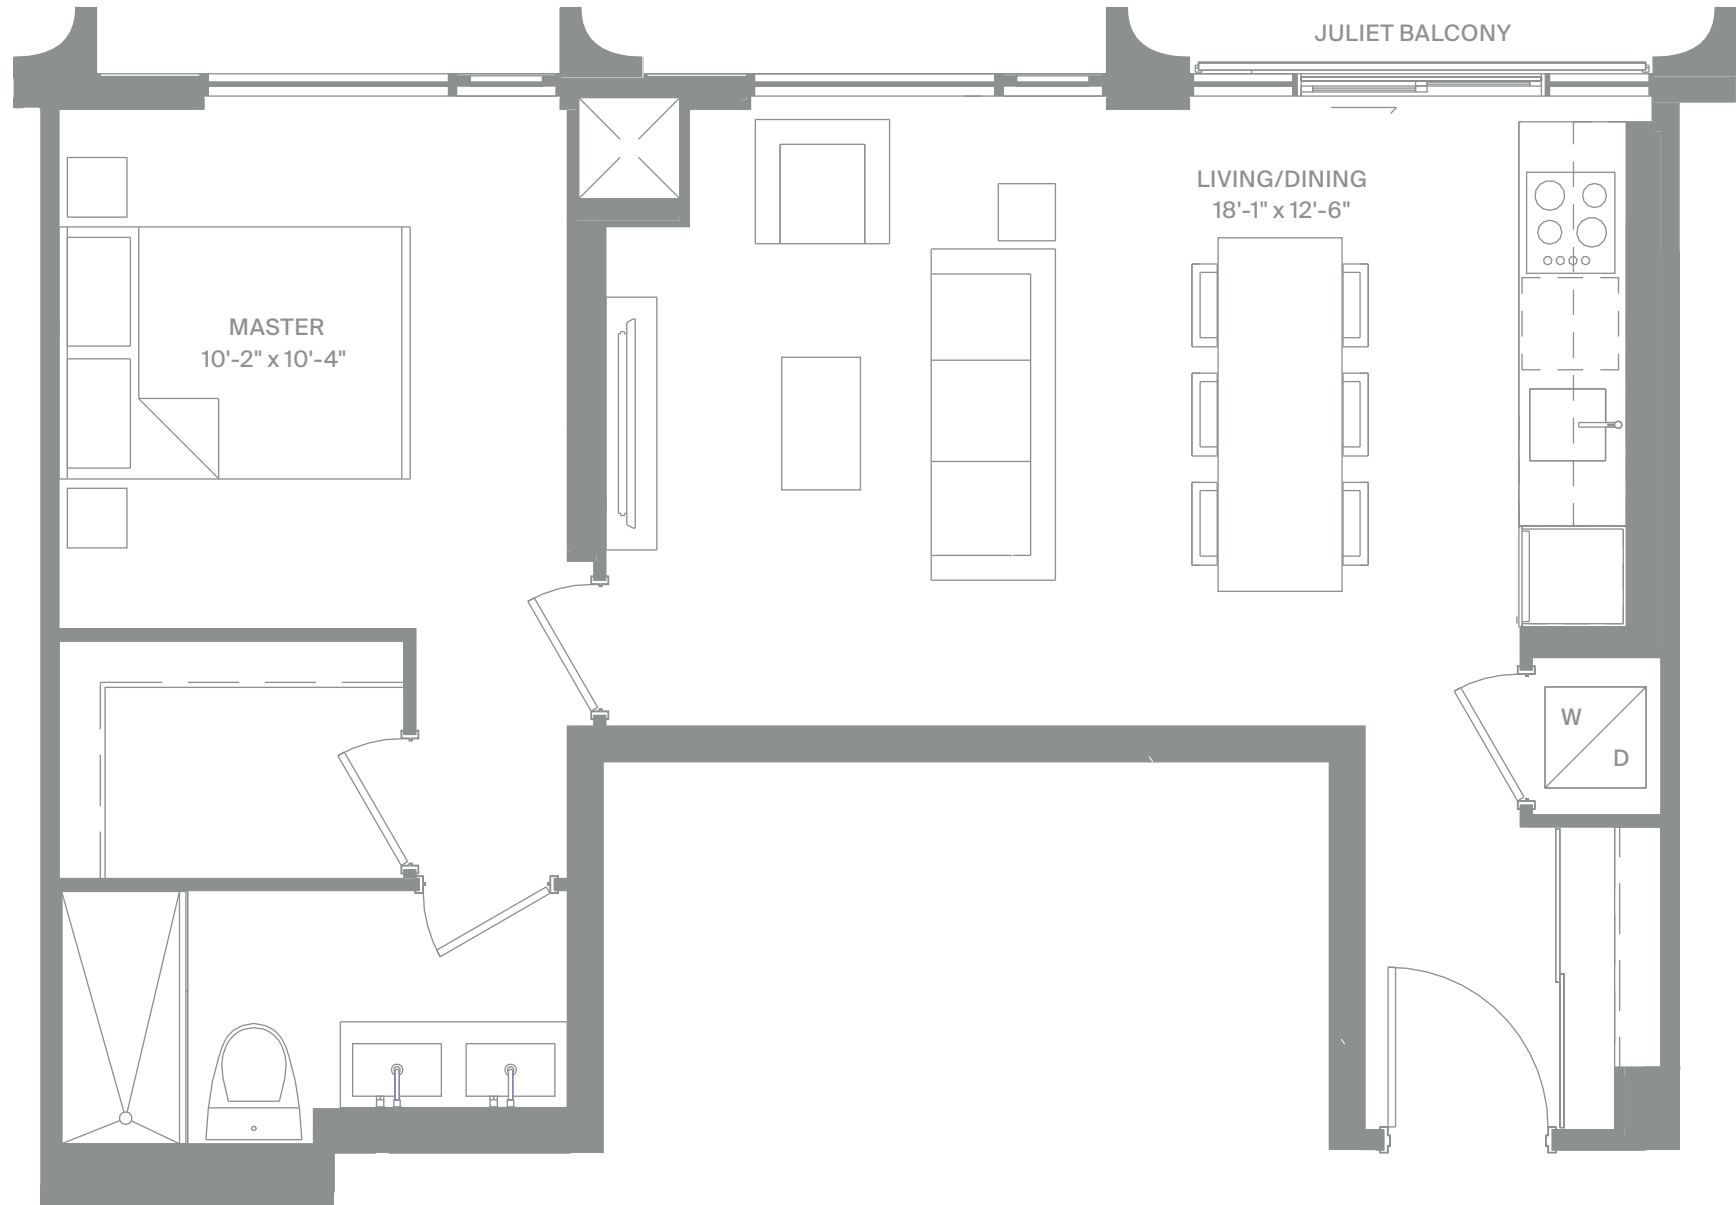 JULIET BALCONY
LIVING/DINING
18'-1" x 12'-6"
MASTER
10'-2" x 10'-4"
W
D